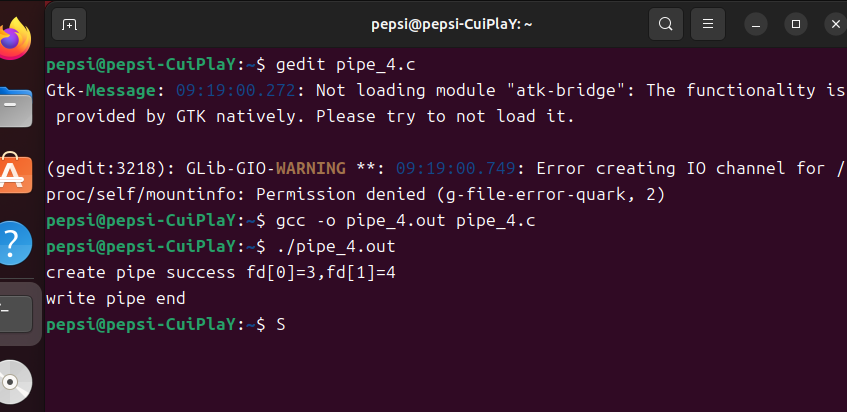 pepsi@pepsi-CuiPlaY: ~
pepsi@pepsi-CuiPlaY:~$ gedit pipe_4.c
Gtk-Message: 09:19:00.272: Not loading module "atk-bridge": The functionality is
 provided by GTK natively. Please try to not load it.

(gedit:3218): GLib-GIO-WARNING **: 09:19:00.749: Error creating IO channel for /
proc/self/mountinfo: Permission denied (g-file-error-quark, 2)
pepsi@pepsi-CuiPlaY:~$ gcc -o pipe_4.out pipe_4.c
pepsi@pepsi-CuiPlaY:~$ ./pipe_4.out
create pipe success fd[0]=3,fd[1]=4
write pipe end
pepsi@pepsi-CuiPlaY:~$ S